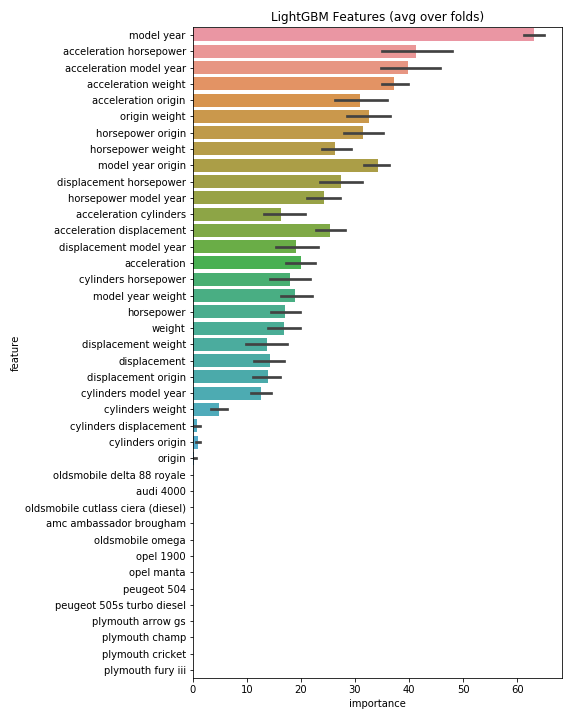 LightGBM Features (avg over folds)
feature
model year
acceleration horsepower
acceleration model year
acceleration weight
acceleration origin
origin weight
horsepower origin
horsepower weight
model year origin
displacement horsepower
horsepower model year
acceleration cylinders
acceleration displacement
displacement model year
acceleration
cylinders horsepower
model year weight
horsepower
weight
displacement weight
displacement
displacement origin
cylinders model year
cylinders weight
cylinders displacement
cylinders origin
origin
oldsmobile delta 88 royale
audi 4000
oldsmobile cutlass ciera (diesel)
amc ambassador brougham
oldsmobile omega
opel 1900
opel manta
peugeot 504
peugeot 505s turbo diesel
plymouth arrow gs
plymouth champ
plymouth cricket
plymouth fury iii
0 10 20 30 40 50 60
importance